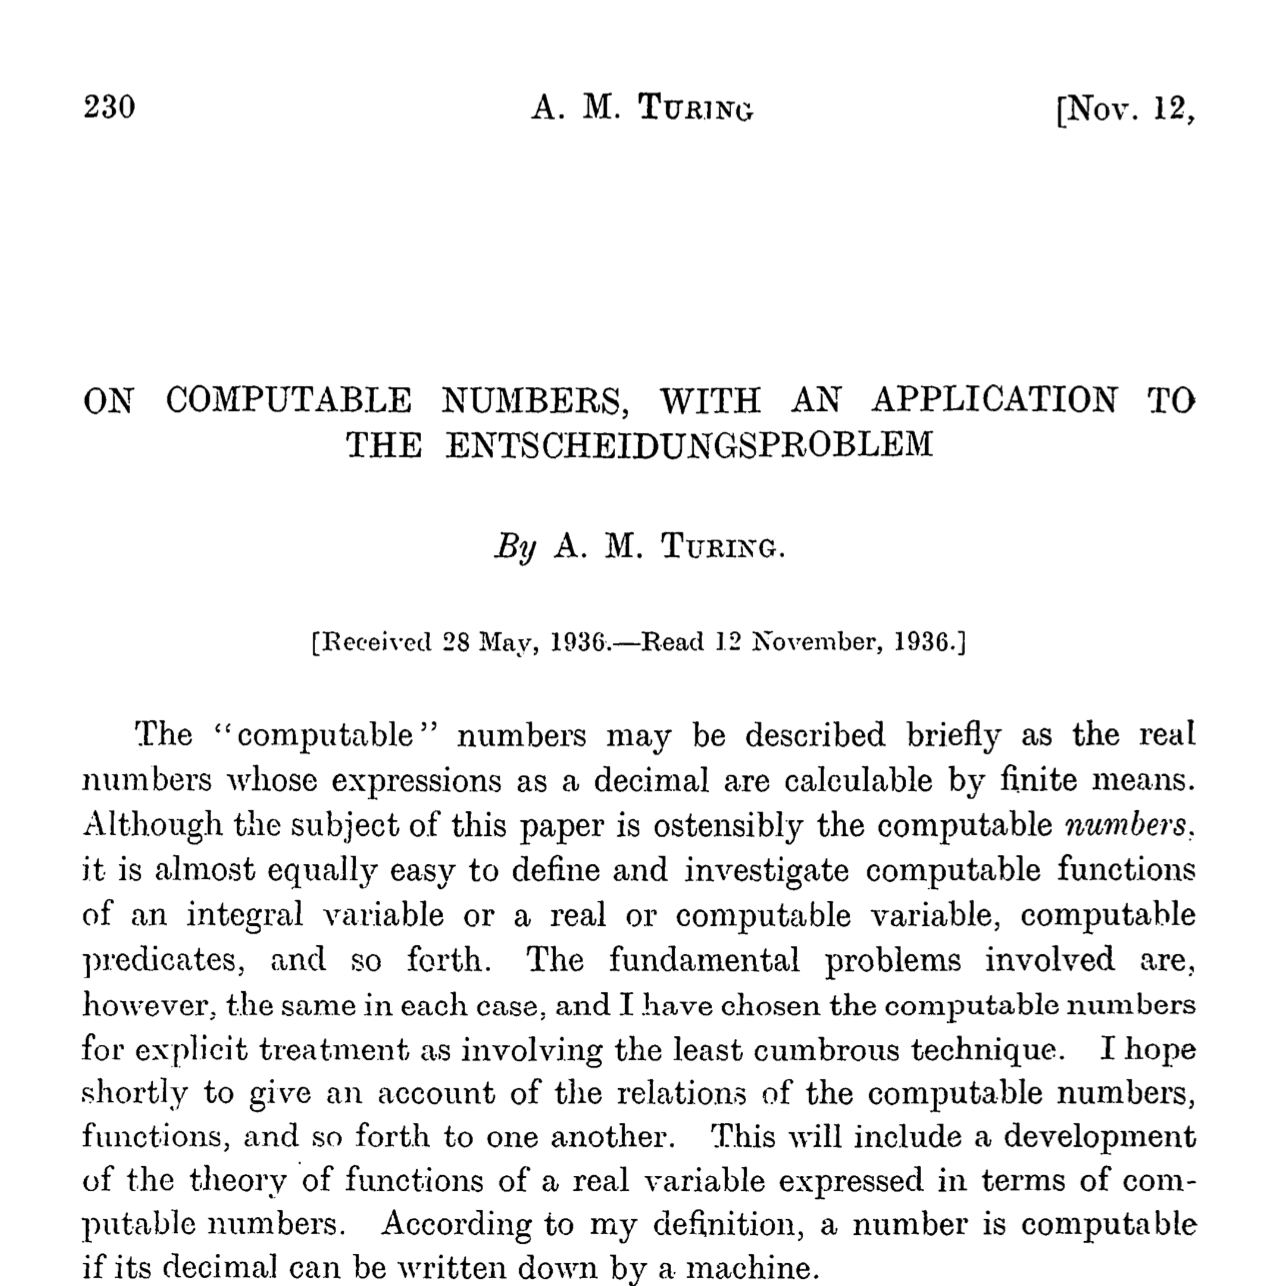 230 A. M. TURING [Nov. 12,
ON COMPUTABLE NUMBERS, WITH AN APPLICATION TO
THE ENTSCHEIDUNGSPROBLEM
By A. M. TURING.
[Received 28 May, 1936.—Read 12 November, 1936.]
The “computable” numbers may be described briefly as the real
numbers whose expressions as a decimal are calculable by finite means.
Although the subject of this paper is ostensibly the computable numbers,
it is almost equally easy to define and investigate computable functions
of an integral variable or a real or computable variable, computable
predicates, and so forth. The fundamental problems involved are,
however, the same in each case, and I have chosen the computable numbers
for explicit treatment as involving the least cumbrous technique. I hope
shortly to give an account of the relations of the computable numbers,
functions, and so forth to one another. This will include a development
of the theory of functions of a real variable expressed in terms of com-
putable numbers. According to my definition, a number is computable
if its decimal can be written down by a machine.